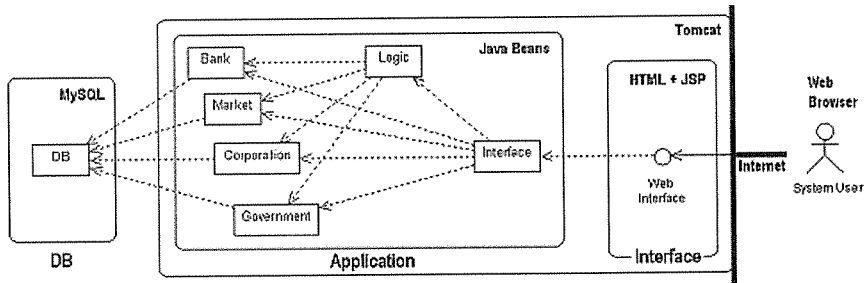 Tomcat
Java Beans
Bank
Logic
MySQL
HTML + JSP
Web
Browser
Market
DB
Corporation
Interface
Internet
Web
Interface
System User
Government
DB
Application
Interface